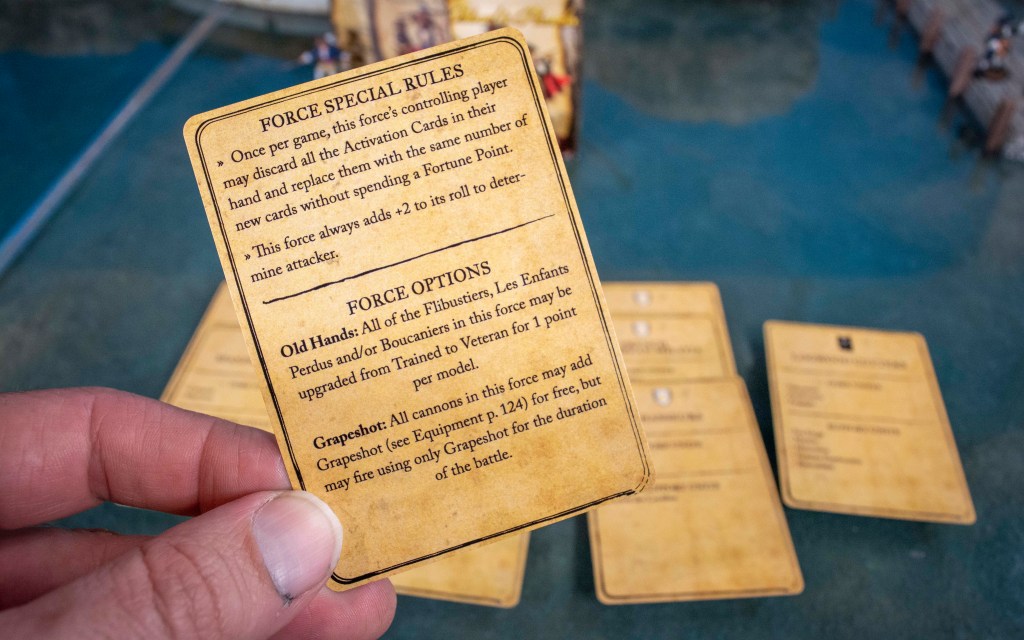 FORCE SPECIAL RULES
» Once per game, this force's controlling player
may discard all the Activation Cards in their
hand and replace them with the same number of
new cards without spending a Fortune Point.
» This force always adds +2 to its roll to deter-
mine attacker.
FORCE OPTIONS
Old Hands: All of the Flibustiers, Les Enfants
Perdus and/or Boucaniers in this force may be
upgraded from Trained to Veteran for 1 point
per model.
Grapeshot: All cannons in this force may add
Grapeshot (see Equipment p. 124) for free, but
may fire using only Grapeshot for the duration
of the battle.